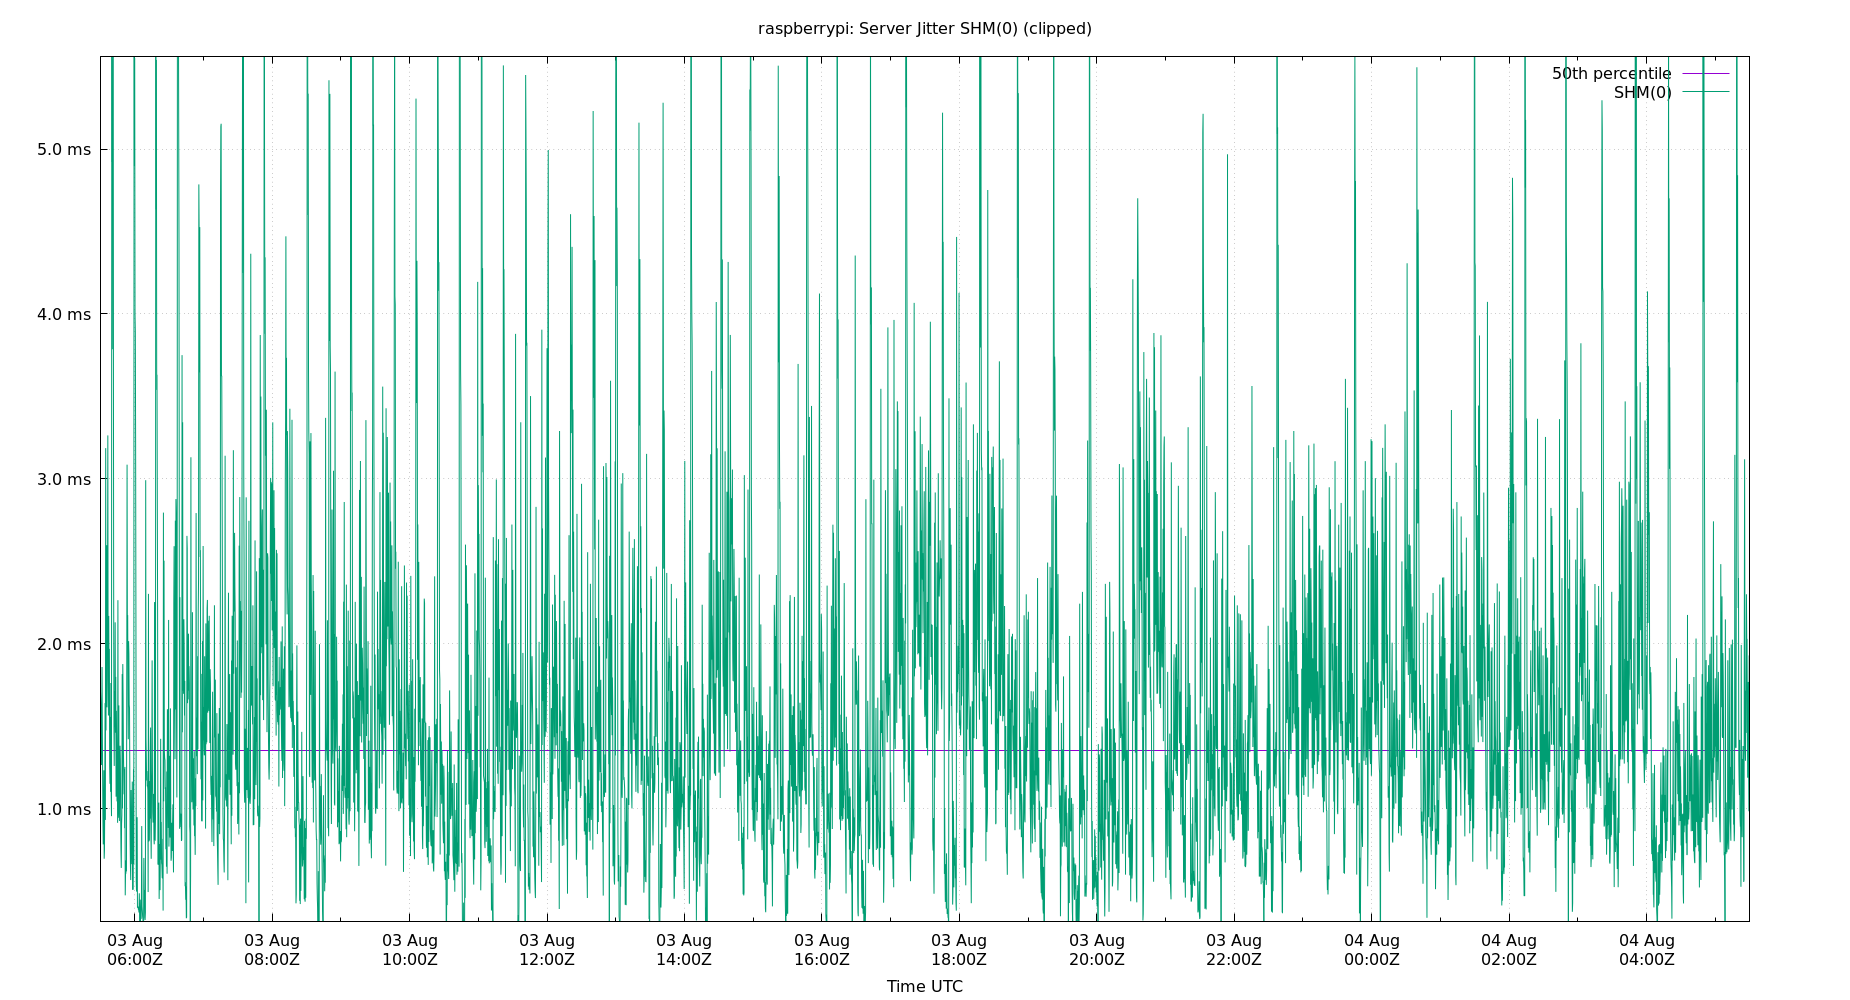 raspberrypi: Server Jitter SHM(0) (clipped)
50th percentile
SHM(0)
5.0 ms
4.0 ms
3.0 ms
2.0 ms
1.0 ms
03 Aug 03 Aug 03 Aug 03 Aug 03 Aug 03 Aug 03 Aug 03 Aug 03 Aug 04 Aug 04 Aug 04 Aug
06:00Z 08:00Z 10:00Z 12:00Z 14:00Z 16:00Z 18:00Z 20:00Z 22:00Z 00:00Z 02:00Z 04:00Z
Time UTC